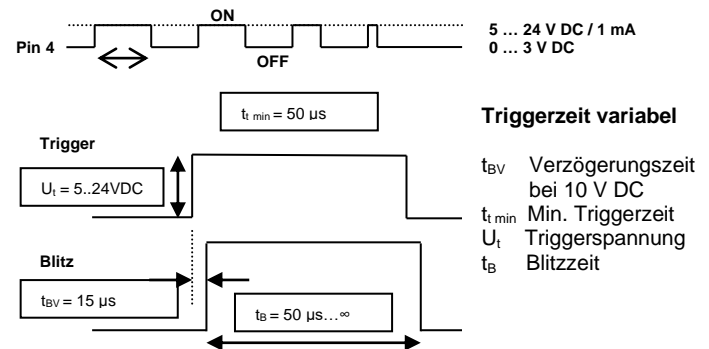 ON
Pin 4
OFF
5 … 24 V DC / 1 mA
0 … 3 V DC
t t min = 50 µs
Trigger
Ut = 5..24VDC
Blitz
tBV = 15 µs
tB = 50 µs…∞
Triggerzeit variabel
tBV Verzögerungszeit
bei 10 V DC
t t min Min. Triggerzeit
Ut Triggerspannung
tB Blitzzeit